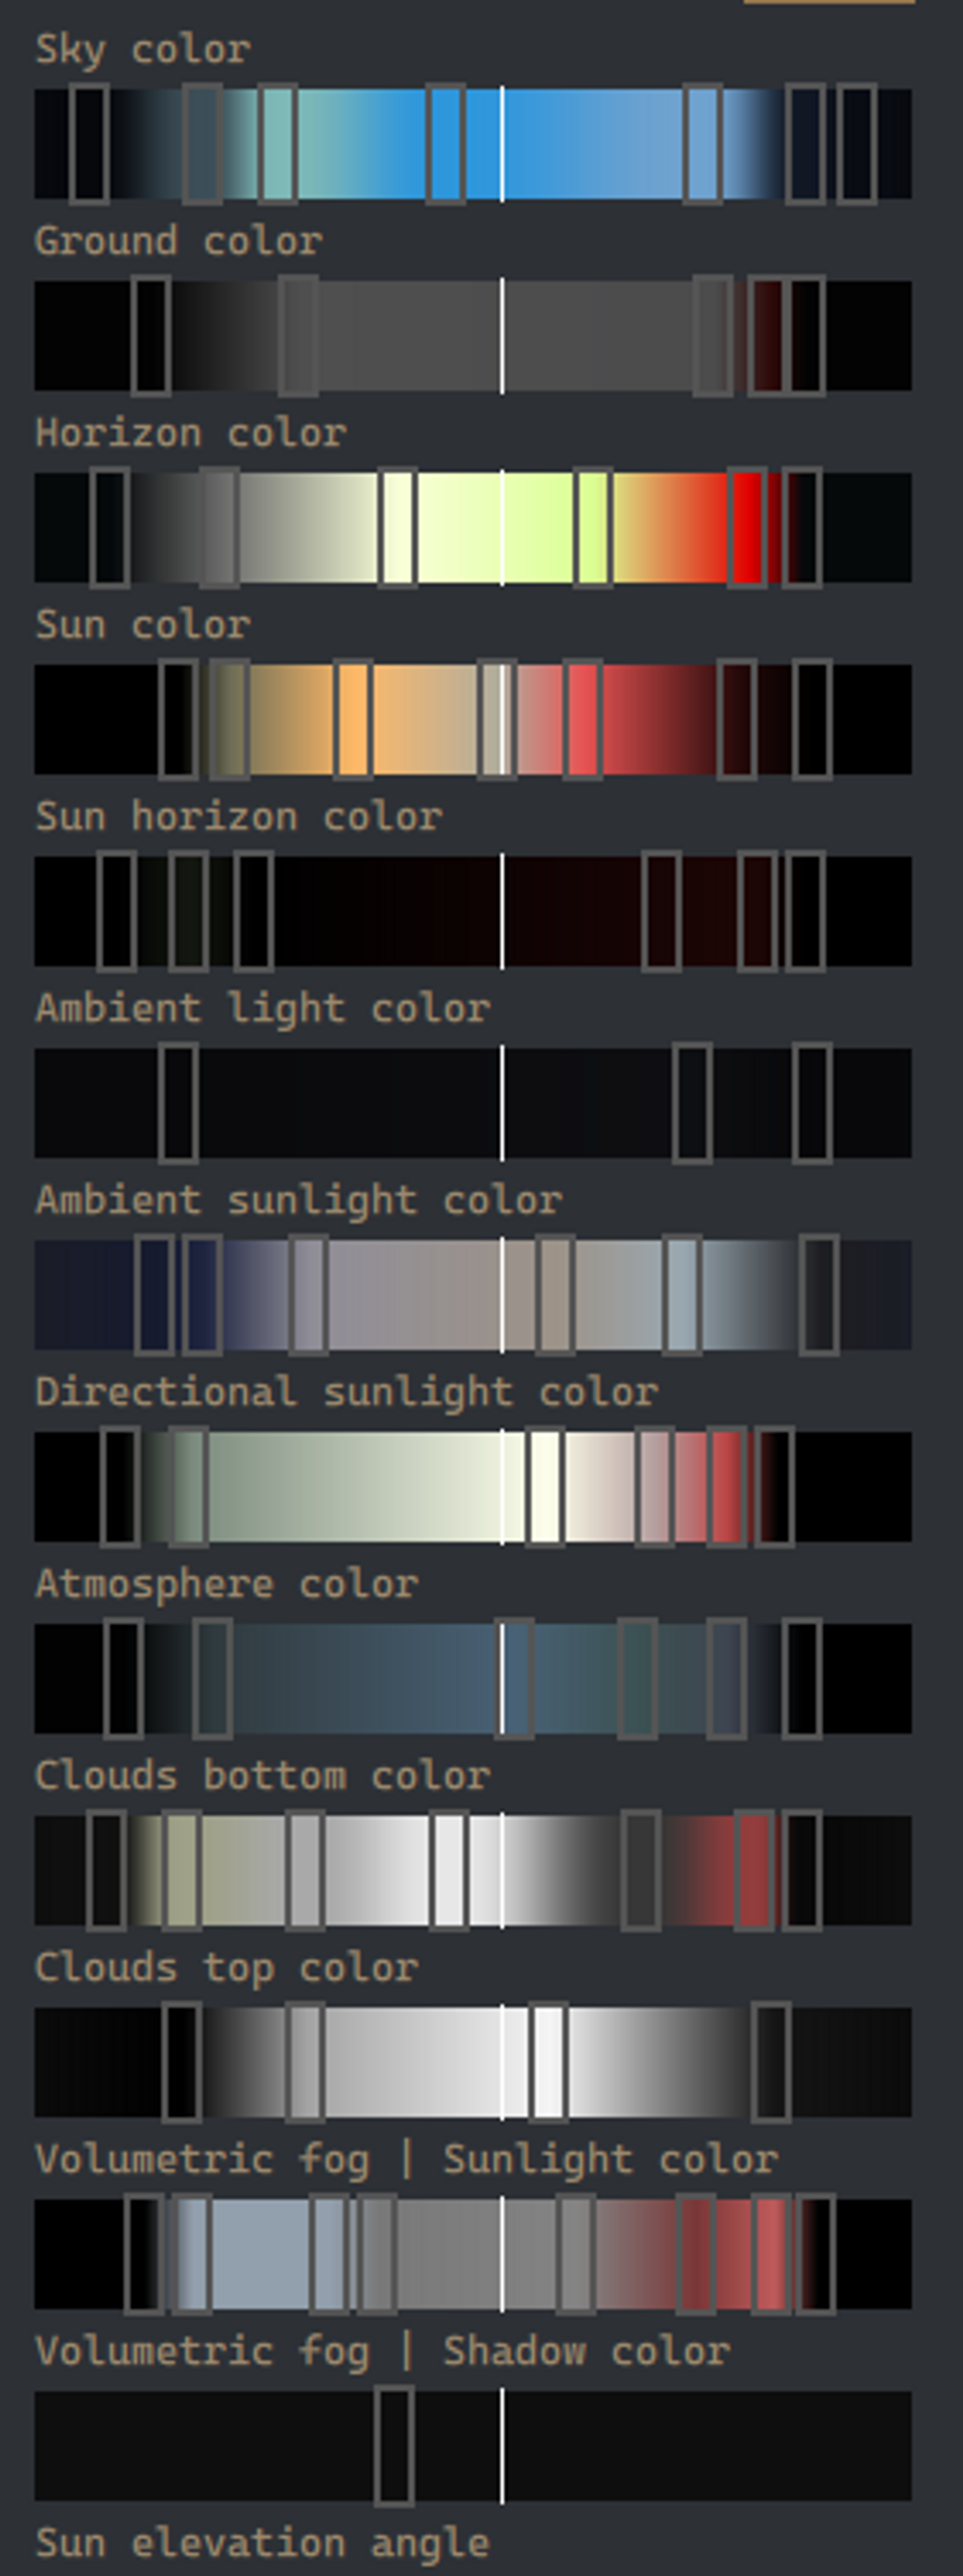 Sky color
Ground color
Horizon color
Sun color
Sun horizon color
Ambient light color
Ambient sunlight color
Directional sunlight color
Atmosphere color
Clouds bottom color
Clouds top color
Volumetric fog | Sunlight color
Volumetric fog | Shadow color
Sun elevation angle